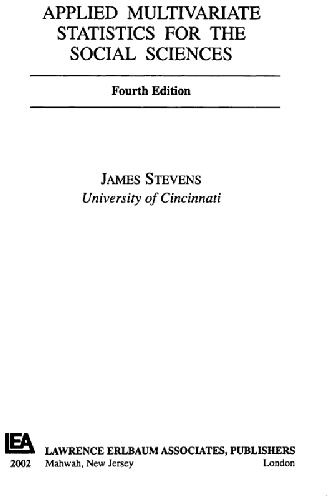 APPLIED MULTIVARIATE
STATISTICS FOR THE
SOCIAL SCIENCES
Fourth Edition
JAMES STEVENS
University of Cincinnati
LEA
LAWRENCE ERLBAUM ASSOCIATES, PUBLISHERS
2002 Mahwah, New Jersey London